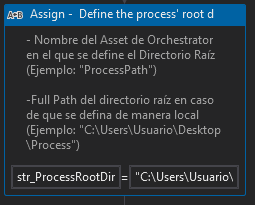 A•B Assign - Define the process' root d
- Nombre del Asset de Orchestrator
en el que se define el Directorio Raíz
(Ejemplo: "ProcessPath")
-Full Path del directorio raíz en caso
de que se defina de manera local
(Ejemplo: "C:\Users\Usuario\Desktop
\Process")
str_ProcessRootDir = "C:\Users\Usuario\